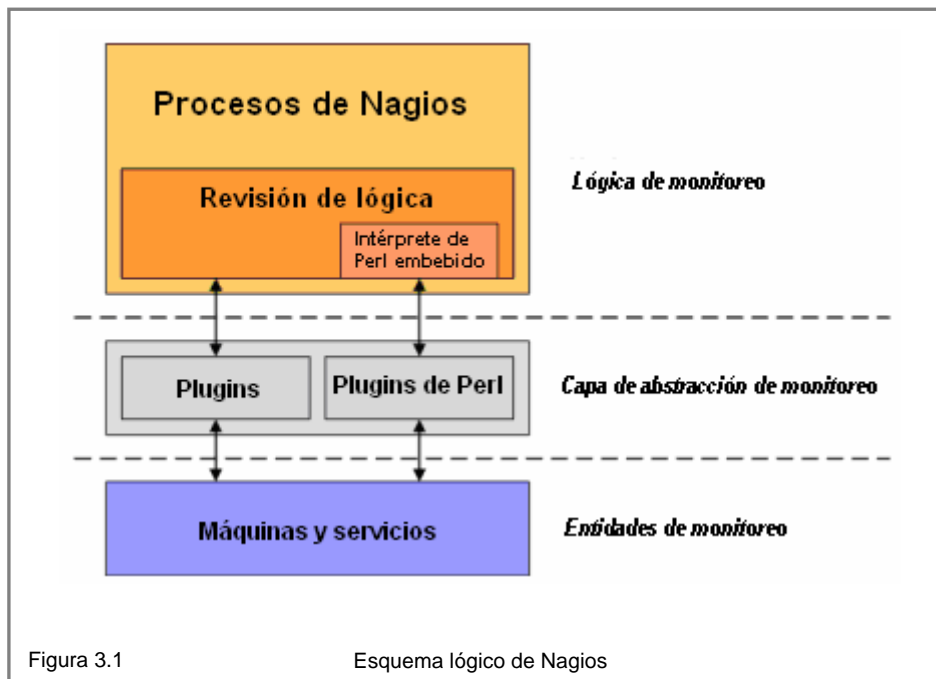 Procesos de Nagios
Revisión de lógica
Intérprete de
Perl embebido
Lógica de monitoreo
Plugins
Plugins de Perl
Capa de abstracción de monitoreo
Máquinas y servicios
Entidades de monitoreo
Figura 3.1 Esquema lógico de Nagios